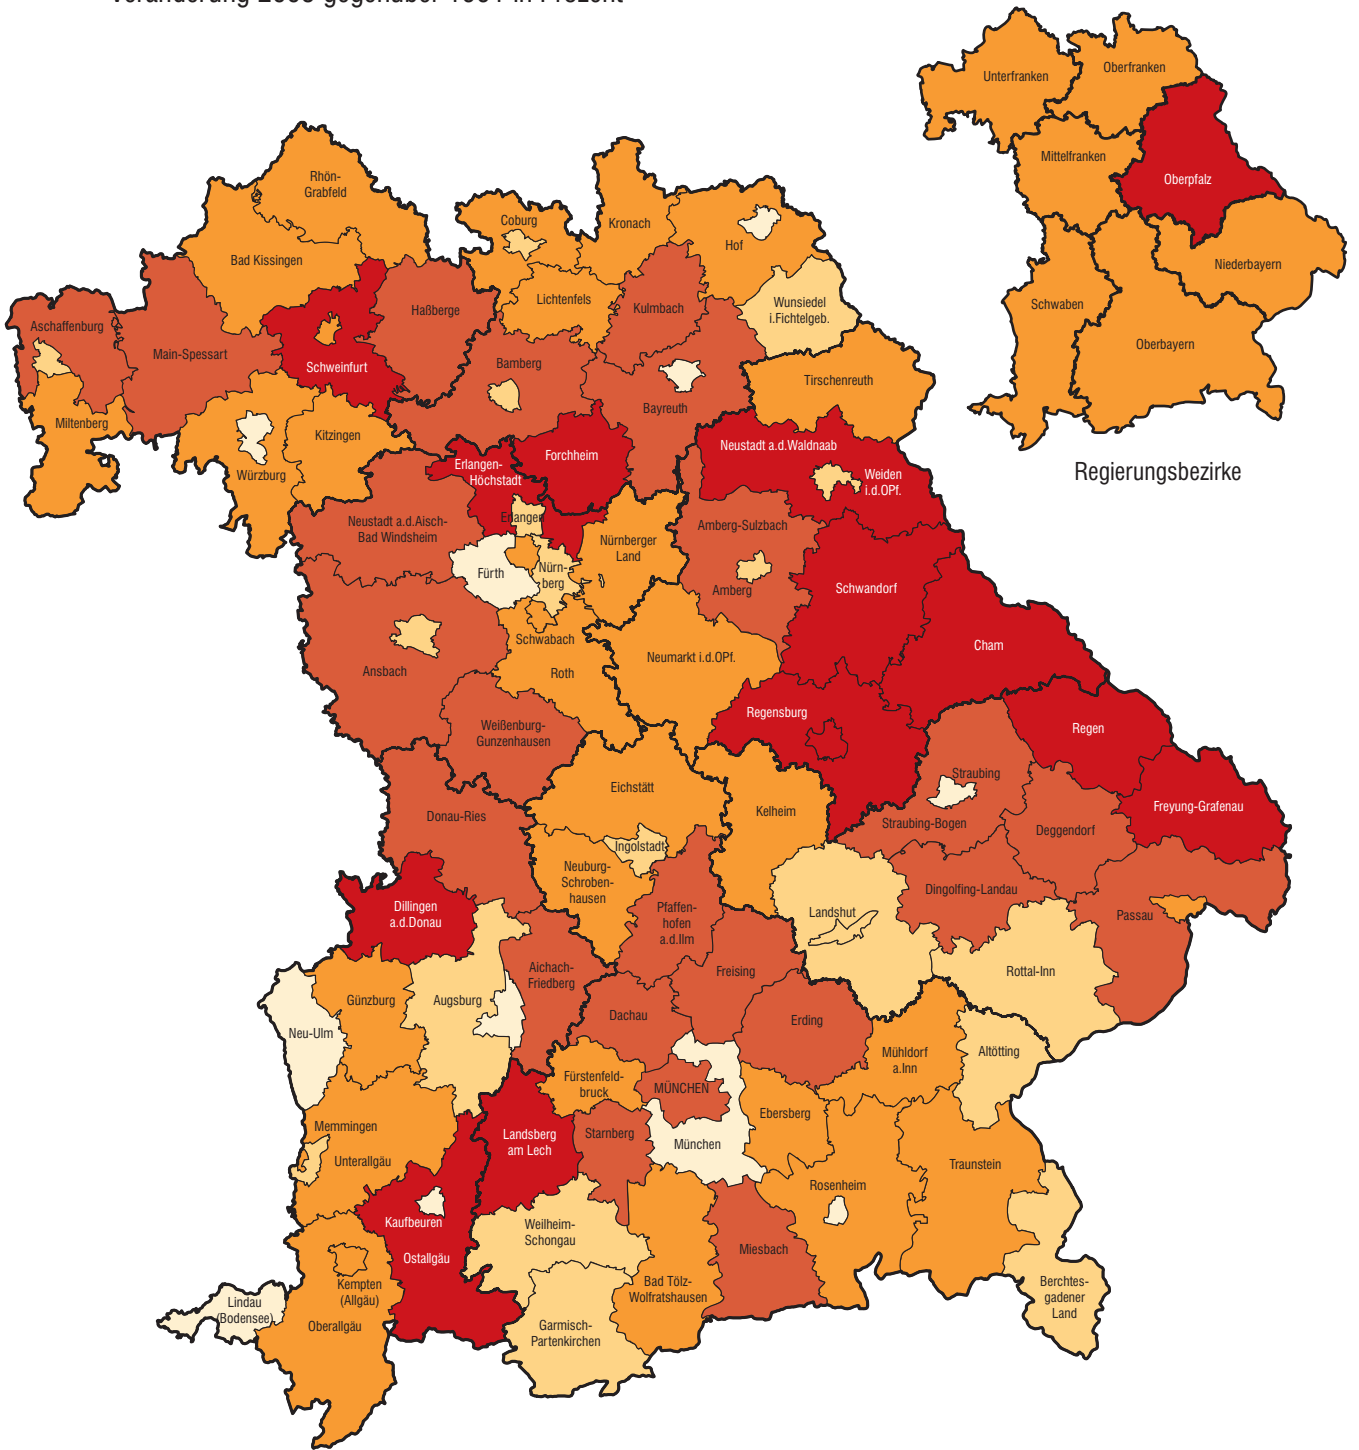 Unterfranken
Oberfranken
Mittelfranken
Oberpfalz
Niederbayern
Schwaben
Oberbayern
Regierungsbezirke
Rhön-
Grabfeld
Coburg
Kronach
Hof
Bad Kissingen
Lichtenfels
Haßberge
Kulmbach
Wunsiedel
i.Fichtelgeb.
Aschaffenburg
Main-Spessart
Schweinfurt
Bamberg
Tirschenreuth
Bayreuth
Miltenberg
Kitzingen
Würzburg
Neustadt a.d.Waldnaab
Weiden
i.d.OPf.
Forchheim
Erlangen-
Höchstadt
Erlangen
Neustadt a.d.Aisch-
Bad Windsheim
Nürnberger
Land
Amberg-Sulzbach
Amberg
Fürth
Nürn-
berg
Schwandorf
Schwabach
Roth
Neumarkt i.d.OPf.
Cham
Ansbach
Weißenburg-
Gunzenhausen
Regensburg
Regen
Straubing
Eichstätt
Kelheim
Straubing-Bogen
Deggendorf
Freyung-Grafenau
Donau-Ries
Ingolstadt
Neuburg-
Schroben-
hausen
Dingolfing-Landau
Dillingen
a.d.Donau
Pfaffen-
hofen
a.d.Ilm
Landshut
Passau
Aichach-
Friedberg
Freising
Rottal-Inn
Günzburg
Augsburg
Neu-Ulm
Dachau
Erding
Mühldorf
a.Inn
Altötting
Fürstenfeld-
bruck
MÜNCHEN
Ebersberg
Memmingen
Unterallgäu
Landsberg
am Lech
Starnberg
München
Traunstein
Rosenheim
Kaufbeuren
Ostallgäu
Weilheim-
Schongau
Miesbach
Kempten
(Allgäu)
Oberallgäu
Lindau
(Bodensee)
Bad Tölz-
Wolfratshausen
Garmisch-
Partenkirchen
Berchtes-
gadener
Land